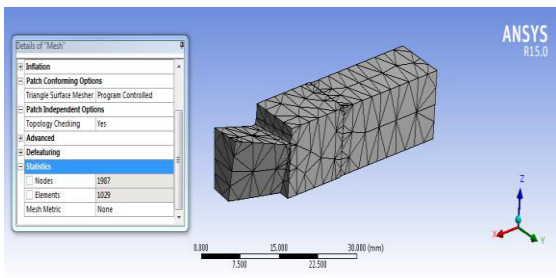 Details of "Mesh"
Inflation
Patch Conforming Options
Triangle Surface Mesher Program Controlled
Patch Independent Options
Topology Checking Yes
Advanced
Defeaturing
Statistics
Nodes 1987
Elements 1029
Mesh Metric None
ANSYS
R15.0
Z
X
Y
0.000 15.000 30.000 (mm)
7.500 22.500